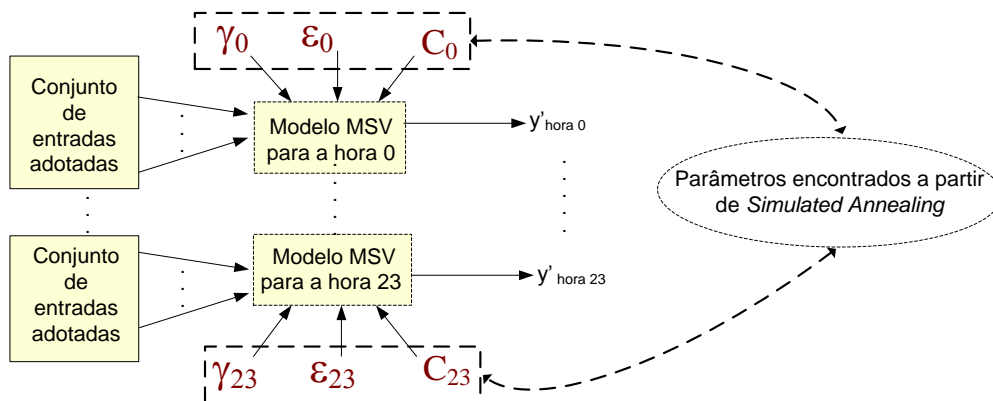 γ0 ε0 C0
Conjunto
de
entradas
adotadas
Modelo MSV
para a hora 0
y'hora 0
Parâmetros encontrados a partir
de Simulated Annealing
Conjunto
de
entradas
adotadas
Modelo MSV
para a hora 23
y' hora 23
γ23 ε23 C23